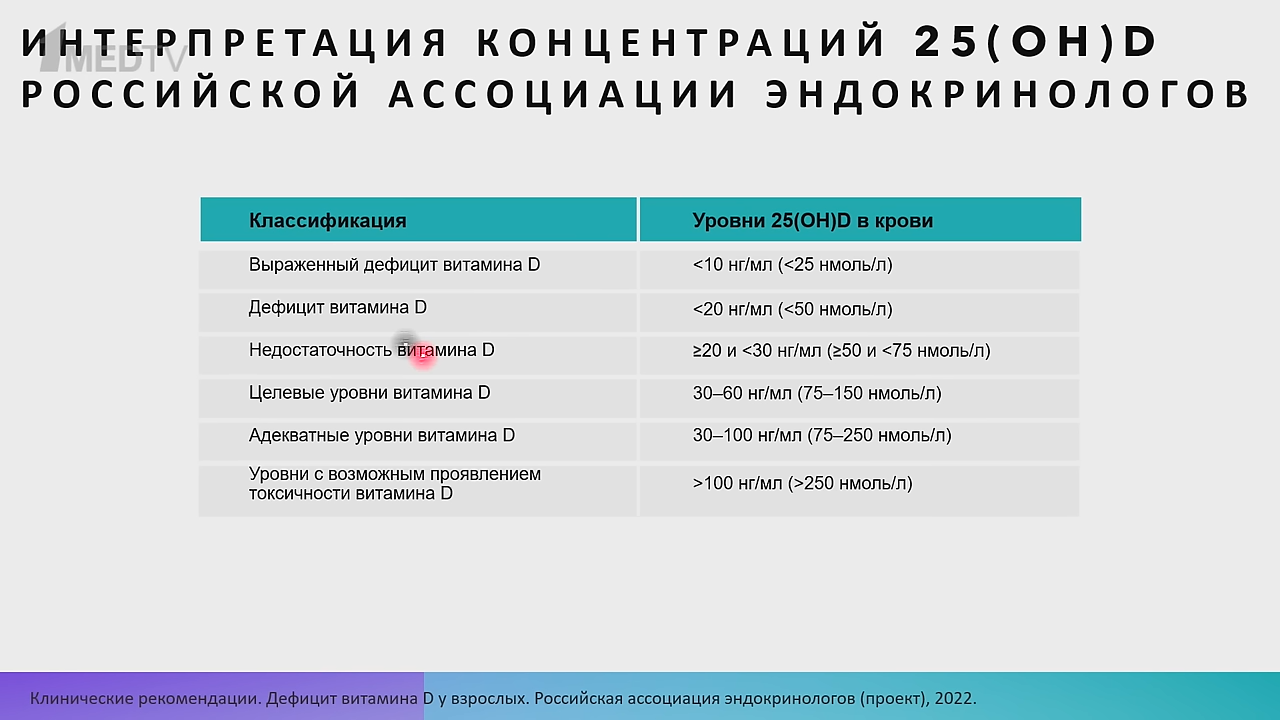 ИНТЕРПРЕТАЦИЯ КОНЦЕНТРАЦИЙ 25(OH)D
РОССИЙСКОЙ АССОЦИАЦИИ ЭНДОКРИНОЛОГОВ
1MEDTV
Классификация Уровни 25(OH)D в крови
Выраженный дефицит витамина D <10 нг/мл (<25 нмоль/л)
Дефицит витамина D <20 нг/мл (<50 нмоль/л)
Недостаточность витамина D ≥20 и <30 нг/мл (≥50 и <75 нмоль/л)
Целевые уровни витамина D 30–60 нг/мл (75–150 нмоль/л)
Адекватные уровни витамина D 30–100 нг/мл (75–250 нмоль/л)
Уровни с возможным проявлением
токсичности витамина D >100 нг/мл (>250 нмоль/л)
Клинические рекомендации. Дефицит витамина D у взрослых. Российская ассоциация эндокринологов (проект), 2022.